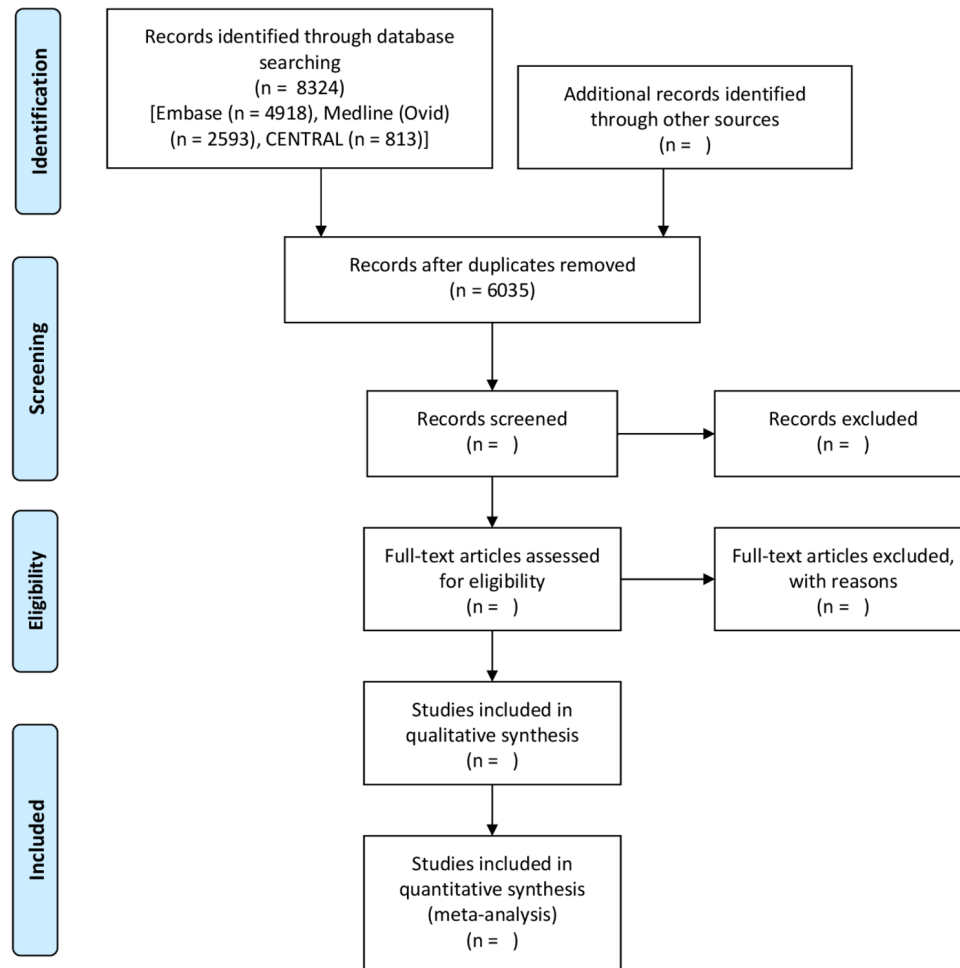 Identification
Records identified through database
searching
(n = 8324)
[Embase (n = 4918), Medline (Ovid)
(n = 2593), CENTRAL (n = 813)]
Additional records identified
through other sources
(n = )
Screening
Records after duplicates removed
(n = 6035)
Records screened
(n = )
Records excluded
(n = )
Eligibility
Full-text articles assessed
for eligibility
(n = )
Full-text articles excluded,
with reasons
(n = )
Included
Studies included in
qualitative synthesis
(n = )
Studies included in
quantitative synthesis
(meta-analysis)
(n = )